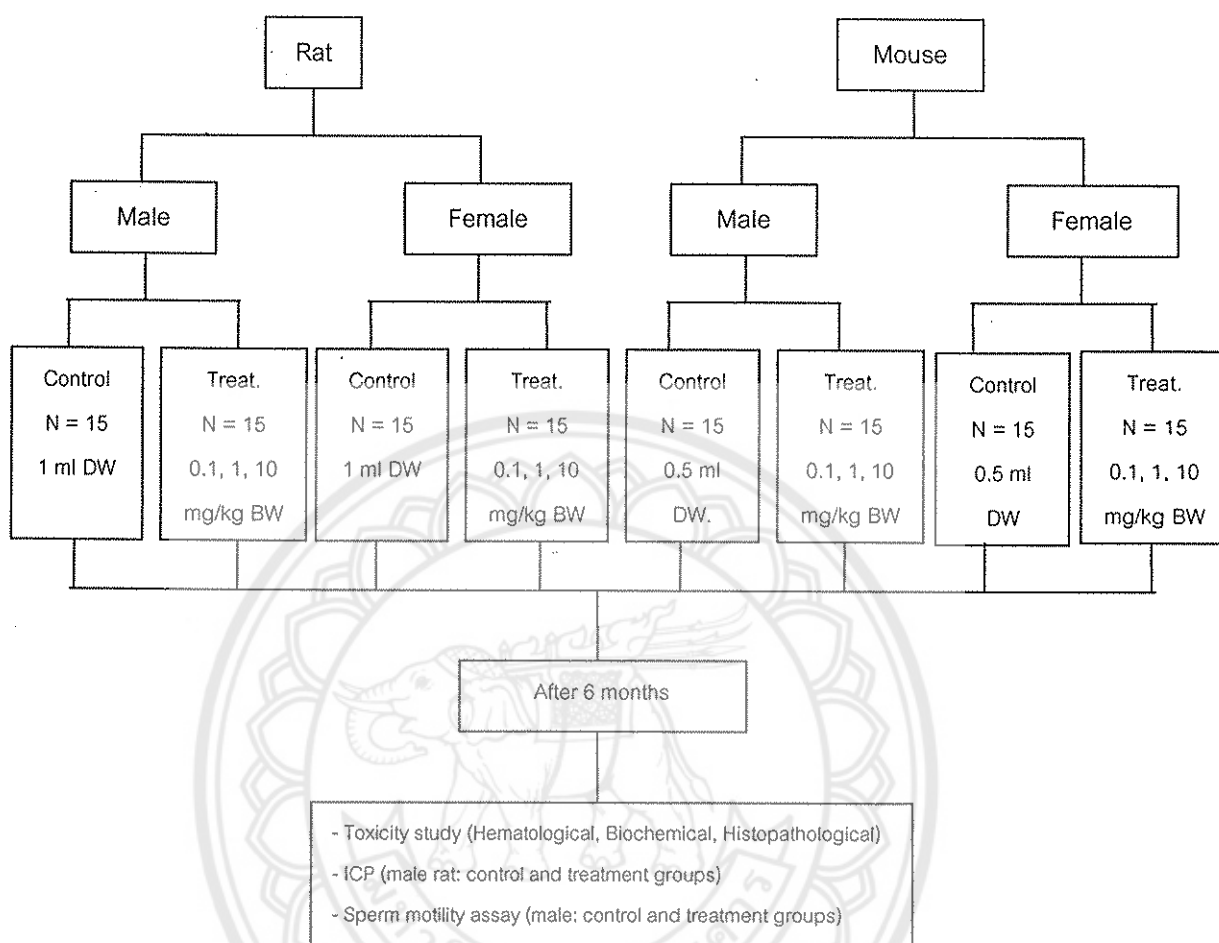 Rat
Mouse
Male
Female
Male
Female
Control
N = 15
1 ml DW
Treat.
N = 15
0.1, 1, 10
mg/kg BW
Control
N = 15
1 ml DW
Treat.
N = 15
0.1, 1, 10
mg/kg BW
Control
N = 15
0.5 ml
DW.
Treat.
N = 15
0.1, 1, 10
mg/kg BW
Control
N = 15
0.5 ml
DW
Treat.
N = 15
0.1, 1, 10
mg/kg BW
After 6 months
- Toxicity study (Hematological, Biochemical, Histopathological)
- ICP (male rat: control and treatment groups)
- Sperm motility assay (male: control and treatment groups)